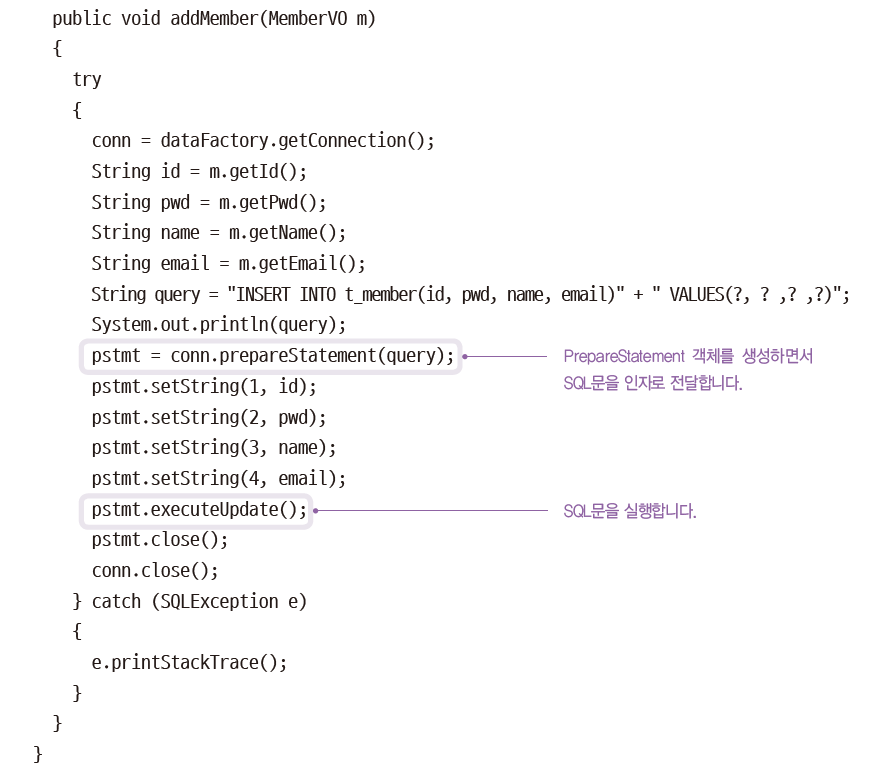 public void addMember(MemberVO m)
{
try
{
conn = dataFactory.getConnection();
String id = m.getId();
String pwd = m.getPwd();
String name = m.getName();
String email = m.getEmail();
String query = "INSERT INTO t_member(id, pwd, name, email)" + " VALUES(?, ? ,? ,?)";
System.out.println(query);
pstmt = conn.prepareStatement(query); PrepareStatement 객체를 생성하면서
SQL문을 인자로 전달합니다.
pstmt.setString(1, id);
pstmt.setString(2, pwd);
pstmt.setString(3, name);
pstmt.setString(4, email);
pstmt.executeUpdate(); SQL문을 실행합니다.
pstmt.close();
conn.close();
} catch (SQLException e)
{
e.printStackTrace();
}
}
}